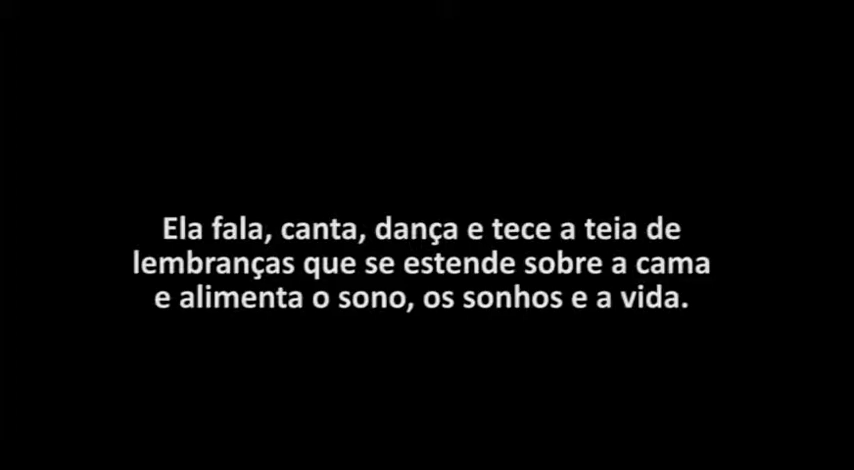 Ela fala, canta, dança e tece a teia de
lembranças que se estende sobre a cama
e alimenta o sono, os sonhos e a vida.